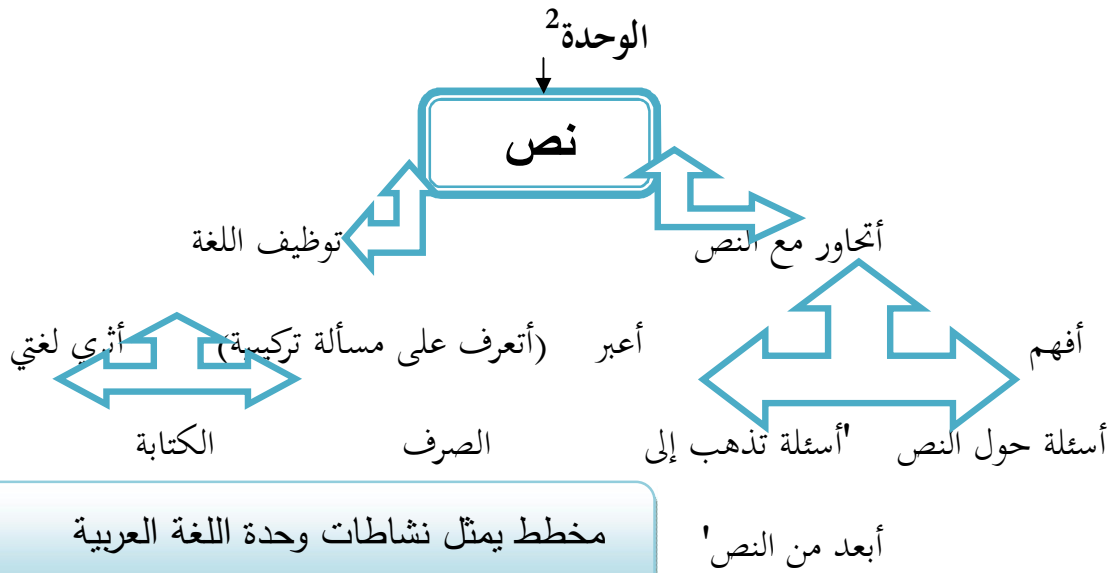 الوحدة2
نص
أتحاور مع النص توظيف اللغة
أفهم أعبر (أتعرف على مسألة تركيبية) أثري لغتي
أسئلة حول النص 'أسئلة تذهب إلى الصرف الكتابة
أبعد من النص'
مخطط يمثل نشاطات وحدة اللغة العربية